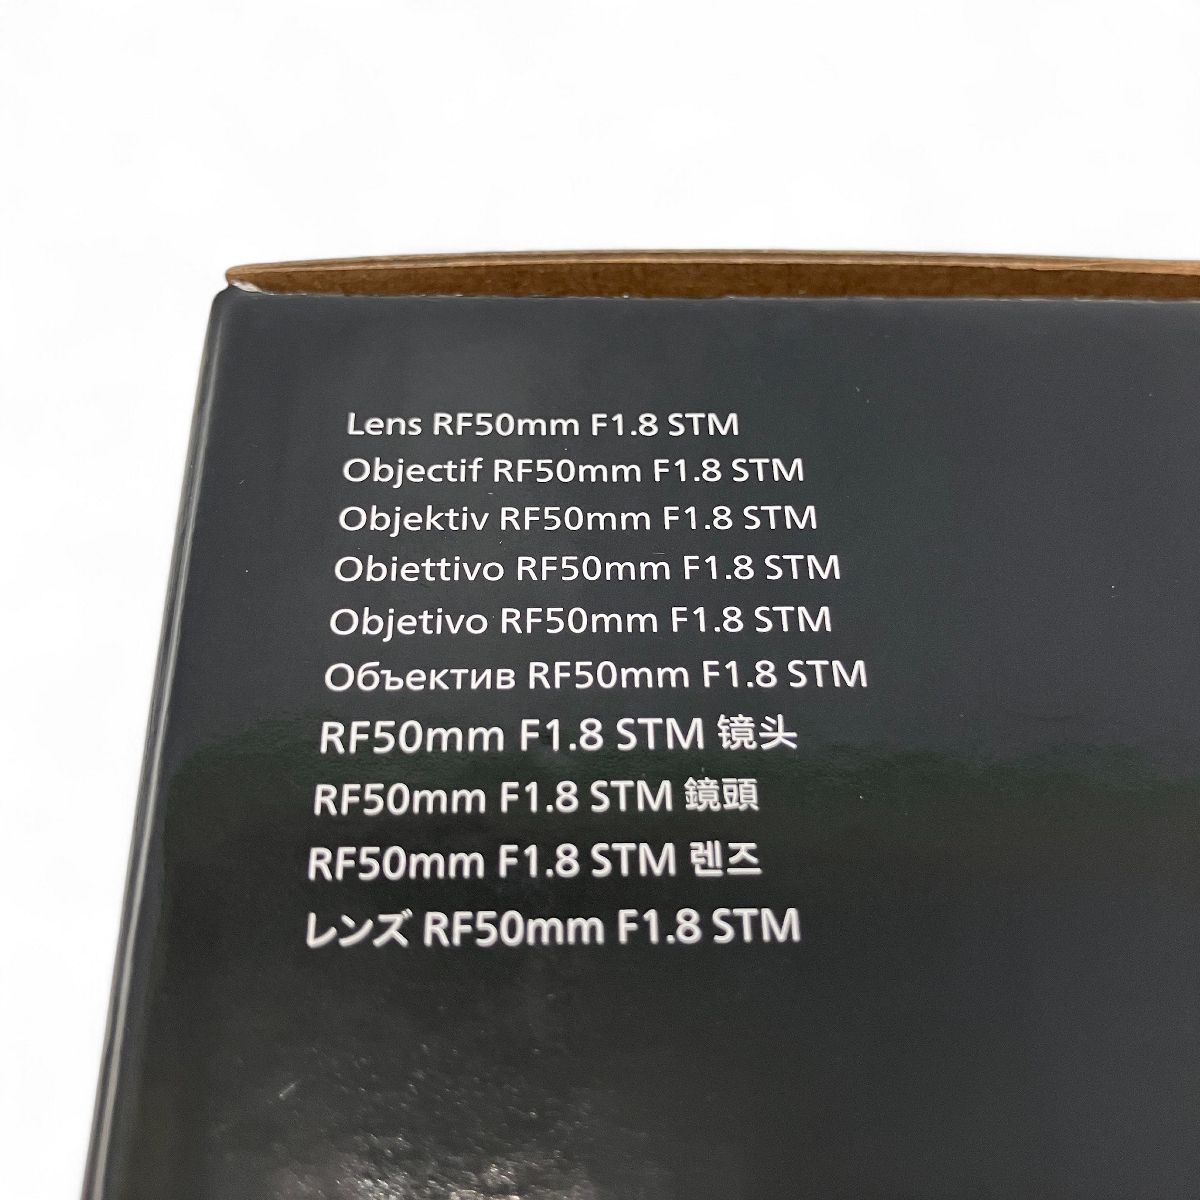 Lens RF50mm F1.8 STM
Objectif RF50mm F1.8 STM
Objektiv RF50mm F1.8 STM
Obiettivo RF50mm F1.8 STM
Objetivo RF50mm F1.8 STM
Объектив RF50mm F1.8 STM
RF50mm F1.8 STM 镜头
RF50mm F1.8 STM 鏡頭
RF50mm F1.8 STM 렌즈
レンズ RF50mm F1.8 STM